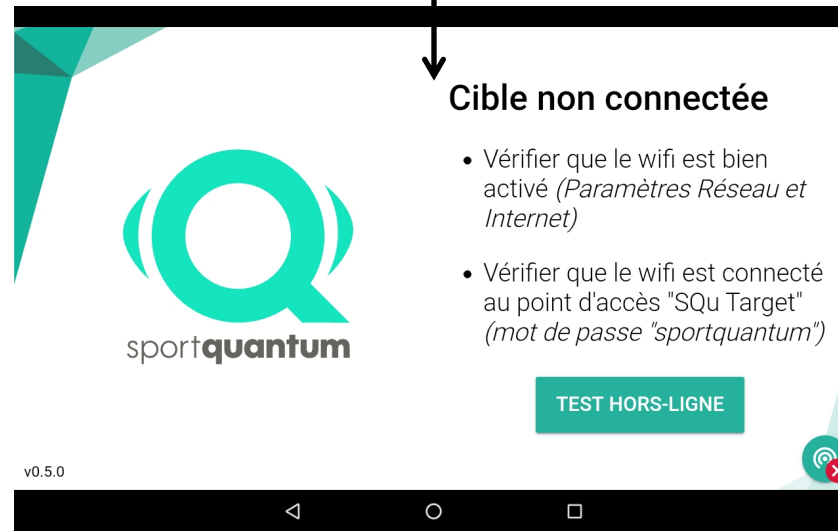 Cible non connectée
• Vérifier que le wifi est bien
activé (Paramètres Réseau et
Internet)
• Vérifier que le wifi est connecté
au point d'accès "SQu Target"
(mot de passe "sportquantum")
sportquantum
TEST HORS-LIGNE
v0.5.0